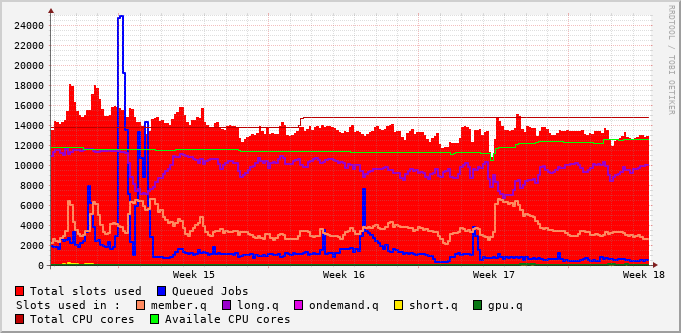 RRDTOOL / TOBI OETIKER
24000
22000
20000
18000
16000
14000
12000
10000
8000
6000
4000
2000
0
Week 15 Week 16 Week 17 Week 18
Total slots used Queued Jobs
Slots used in : member.q long.q ondemand.q short.q gpu.q
Total CPU cores Availale CPU cores